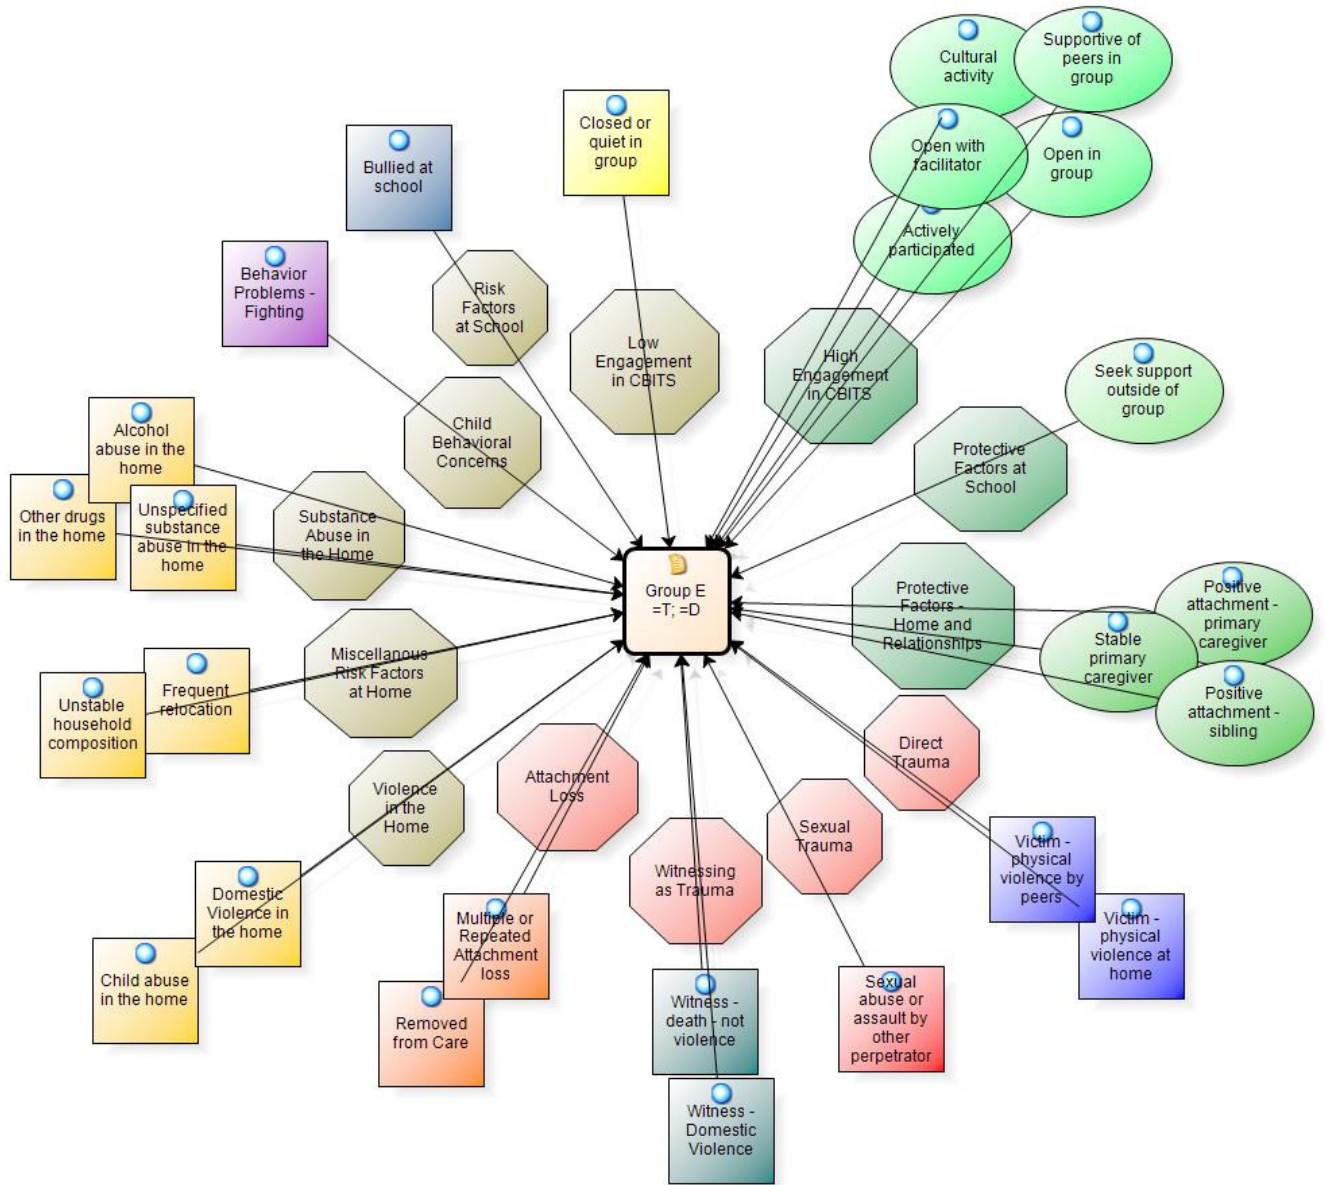 Cultural
activity
Supportive of
peers in
group
Open with
facilitator
Open in
group
Actively
participated
Closed or
quiet in
group
Bullied at
school
Behavior
Problems -
Fighting
Risk
Factors
at School
Low
Engagement
in CBITS
High
Engagement
in CBITS
Seek support
outside of
group
Child
Behavioral
Concerns
Protective
Factors at
School
Alcohol
abuse in the
home
Other drugs
in the home
Unspecified
substance
abuse in the
home
Substance
Abuse in
the Home
Group E
=T; =D
Protective
Factors -
Home and
Relationships
Positive
attachment -
primary
caregiver
Stable
primary
caregiver
Positive
attachment -
sibling
Miscellanous
Risk Factors
at Home
Frequent
relocation
Unstable
household
composition
Direct
Trauma
Attachment
Loss
Violence
in the
Home
Sexual
Trauma
Witnessing
as Trauma
Victim -
physical
violence by
peers
Victim -
physical
violence at
home
Domestic
Violence in
the home
Child abuse
in the home
Multiple or
Repeated
Attachment
loss
Removed
from Care
Witness -
death - not
violence
Sexual
abuse or
assault by
other
perpetrator
Witness -
Domestic
Violence